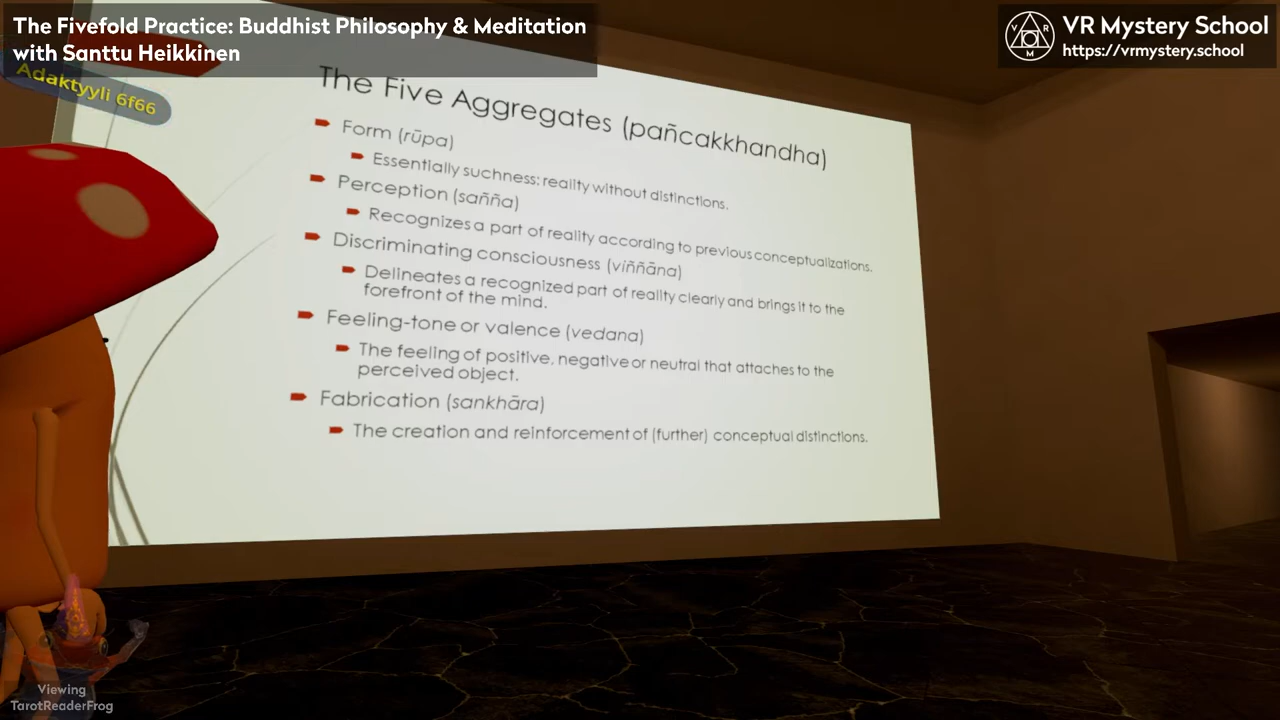 The Fivefold Practice: Buddhist Philosophy & Meditation
with Santtu Heikkinen
VR Mystery School
https://vrmystery.school
V R
M
Adaktyyli 6f66
The Five Aggregates (pañcakkhandha)
Form (rūpa)
Essentially suchness: reality without distinctions.
Perception (sañña)
Recognizes a part of reality according to previous conceptualizations.
Discriminating consciousness (viññāna)
Delineates a recognized part of reality clearly and brings it to the
forefront of the mind.
Feeling-tone or valence (vedana)
The feeling of positive, negative or neutral that attaches to the
perceived object.
Fabrication (sankhāra)
The creation and reinforcement of (further) conceptual distinctions.
Viewing
TarotReaderFrog